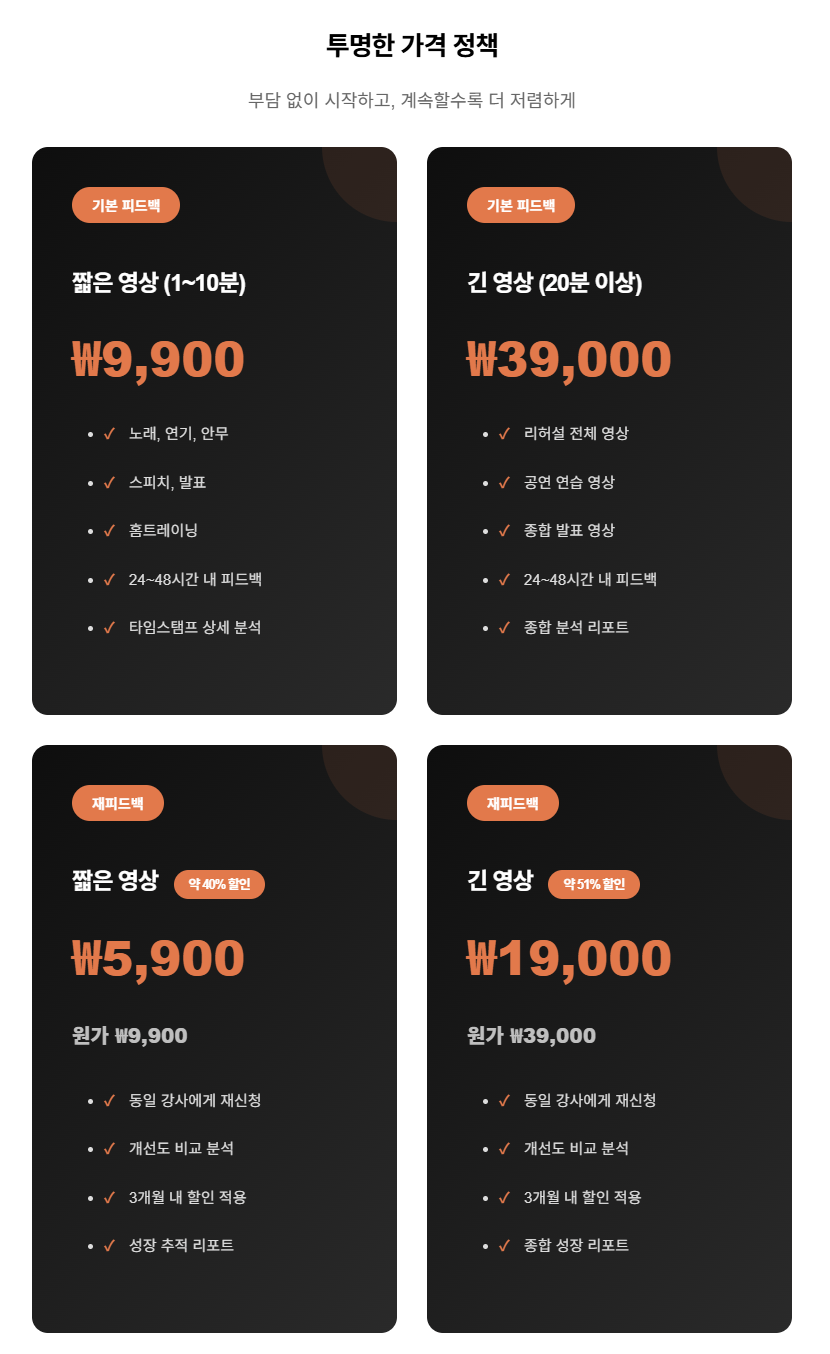 투명한 가격 정책
부담 없이 시작하고, 계속할수록 더 저렴하게
기본 피드백
짧은 영상 (1~10분)
₩9,900
• ✓ 노래, 연기, 안무
• ✓ 스피치, 발표
• ✓ 홈트레이닝
• ✓ 24~48시간 내 피드백
• ✓ 타임스탬프 상세 분석
기본 피드백
긴 영상 (20분 이상)
₩39,000
• ✓ 리허설 전체 영상
• ✓ 공연 연습 영상
• ✓ 종합 발표 영상
• ✓ 24~48시간 내 피드백
• ✓ 종합 분석 리포트
재피드백
짧은 영상 약 40% 할인
₩5,900
원가 ₩9,900
• ✓ 동일 강사에게 재신청
• ✓ 개선도 비교 분석
• ✓ 3개월 내 할인 적용
• ✓ 성장 추적 리포트
재피드백
긴 영상 약 51% 할인
₩19,000
원가 ₩39,000
• ✓ 동일 강사에게 재신청
• ✓ 개선도 비교 분석
• ✓ 3개월 내 할인 적용
• ✓ 종합 성장 리포트